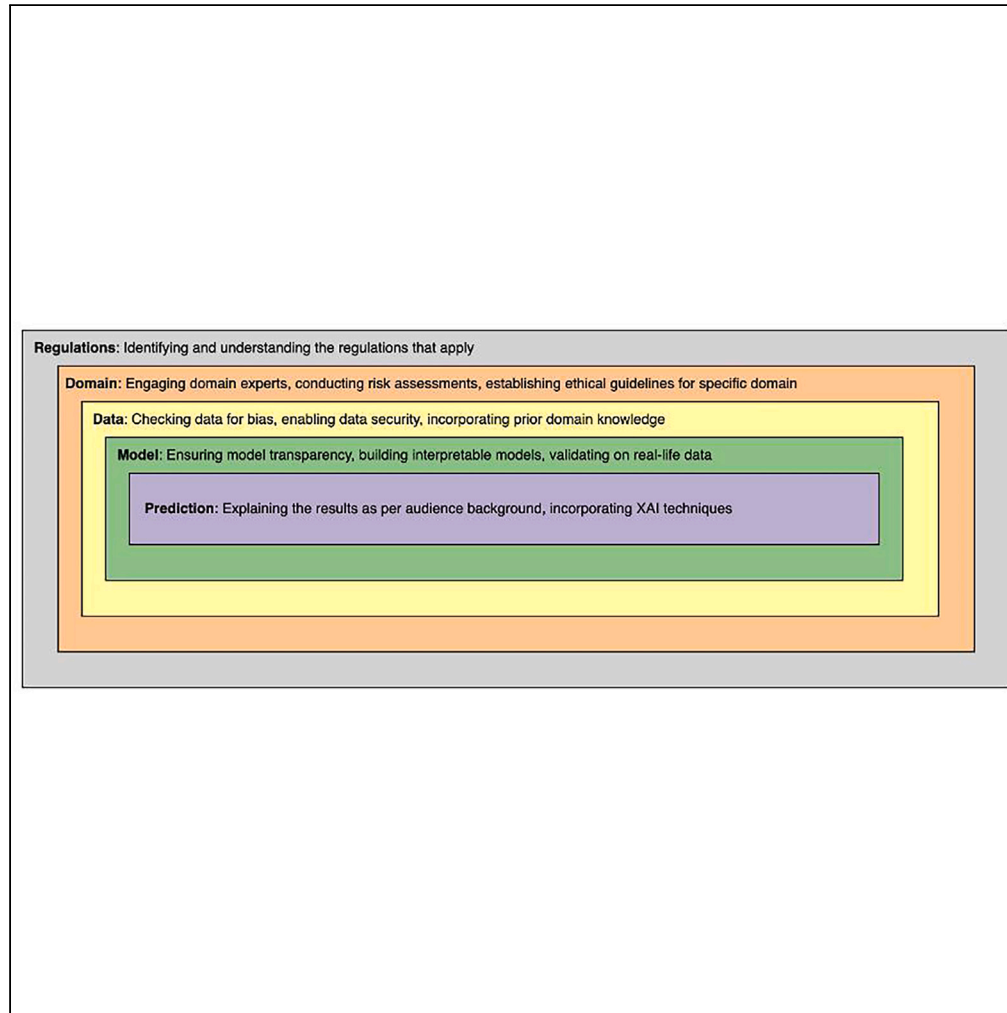 Regulations: Identifying and understanding the regulations that apply
Domain: Engaging domain experts, conducting risk assessments, establishing ethical guidelines for specific domain
Data: Checking data for bias, enabling data security, incorporating prior domain knowledge
Model: Ensuring model transparency, building interpretable models, validating on real-life data
Prediction: Explaining the results as per audience background, incorporating XAI techniques